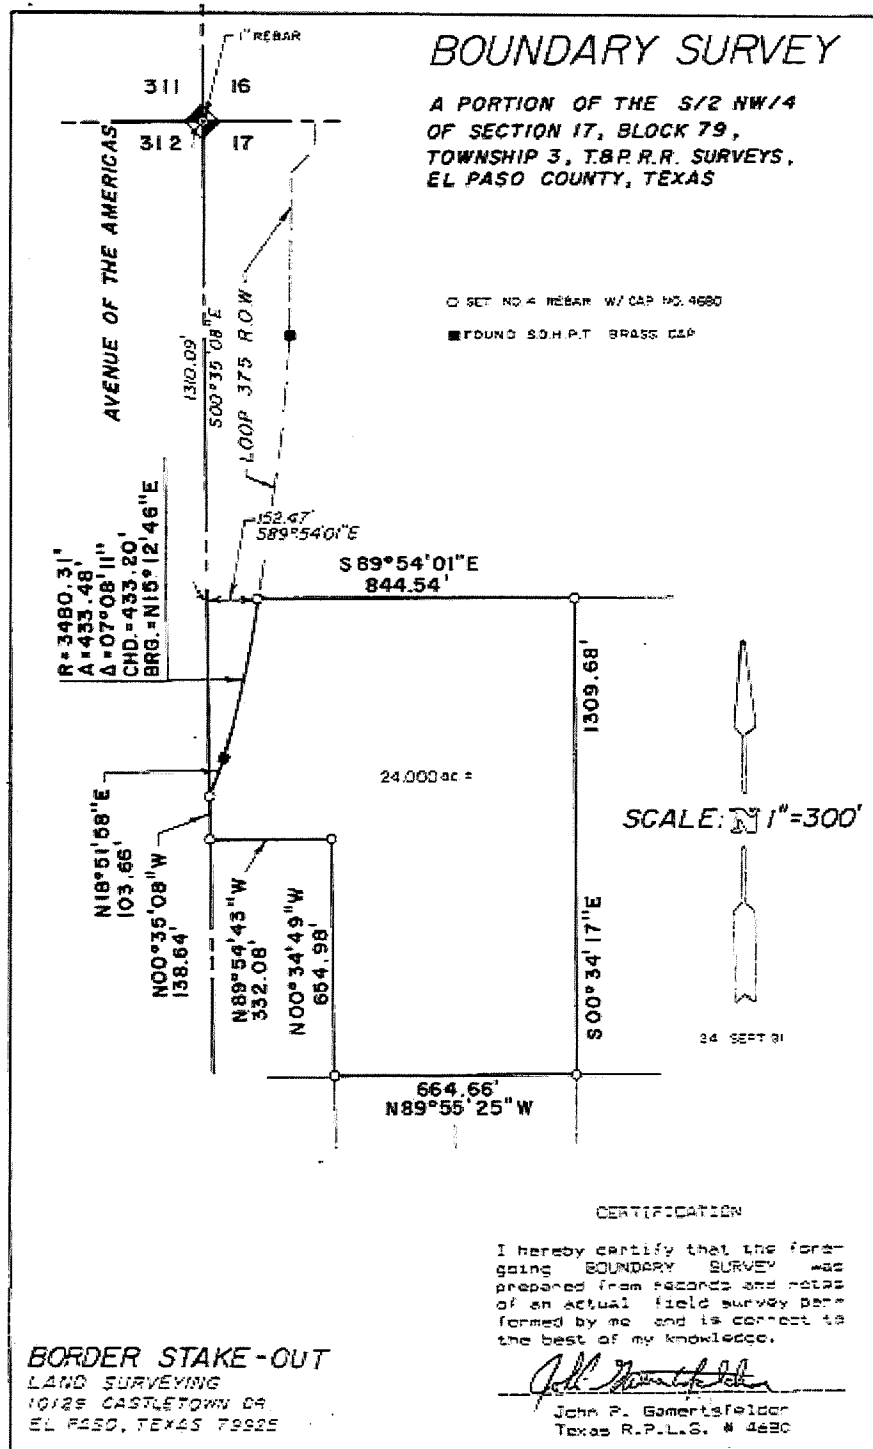 BOUNDARY SURVEY
A PORTION OF THE S/2 NW/4
OF SECTION 17, BLOCK 79,
TOWNSHIP 3, T&P. R.R. SURVEYS,
EL PASO COUNTY, TEXAS
1" REBAR
311 16
312 17
AVENUE OF THE AMERICAS
1310.09'
S00°35'08"E
LOOP 375 R.O.W
SET NO 4 REBAR W/ CAP NO. 4680
FOUND S.D.H.P.T BRASS CAP
152.47'
S89°54'01"E
R=3480.31'
A=433.48'
Δ=07°08'11"
CHD.=433.20'
BRG.=N15°12'46"E
S89°54'01"E
844.54'
1309.68'
S00°34'17"E
24.000 ac ±
SCALE: N 1"=300'
N18°51'58"E
103.66'
N00°35'08"W
138.64'
N89°54'43"W
332.08'
N00°34'49"W
654.98'
664.66'
N89°55'25"W
24 SEPT 91
CERTIFICATION
I hereby certify that the fore-
going BOUNDARY SURVEY was
prepared from records and notes
of an actual field survey per-
formed by me and is correct to
the best of my knowledge.
John P. Gamertsfelder
Texas R.P.L.S. # 4680
BORDER STAKE-OUT
LAND SURVEYING
10129 CASTLETOWN DR
EL PASO, TEXAS 79925